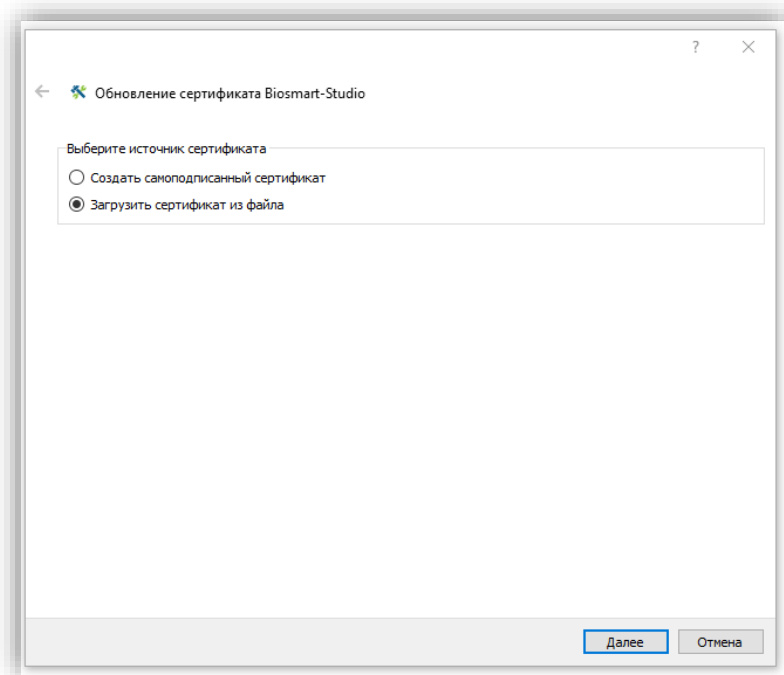 ?
Обновление сертификата Biosmart-Studio
Выберите источник сертификата
Создать самоподписанный сертификат
Загрузить сертификат из файла
Далее
Отмена